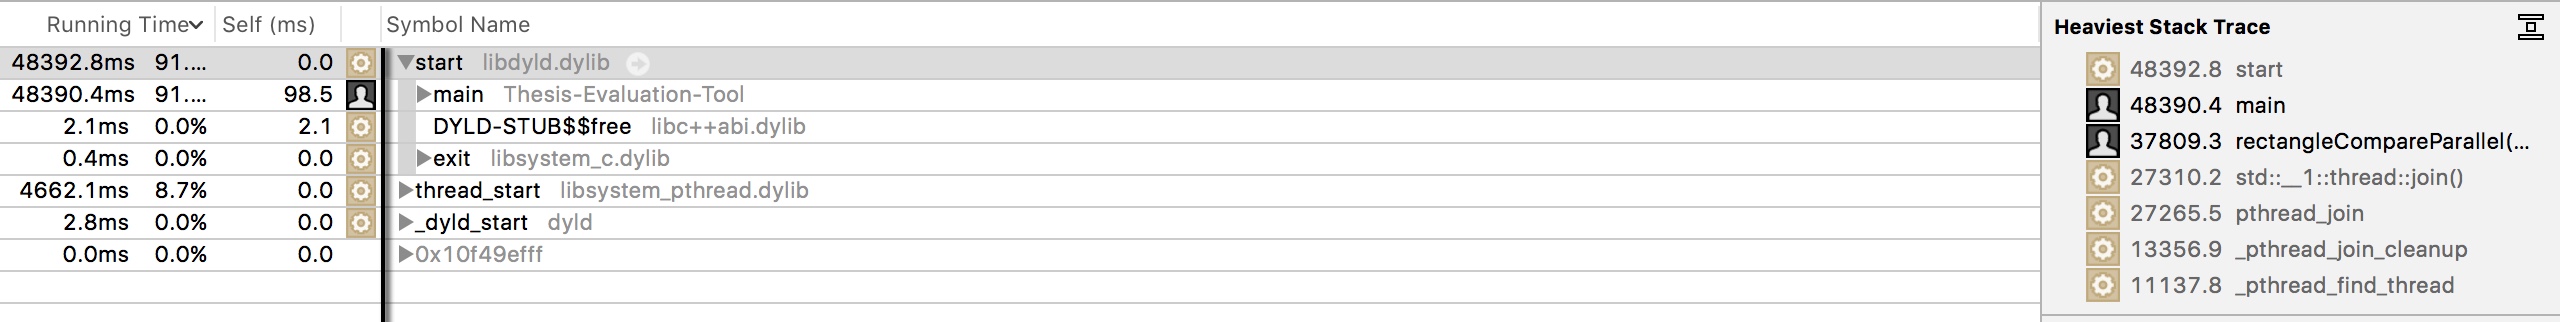 Running Time Self (ms) Symbol Name
48392.8ms 91.... 0.0 start libdyld.dylib
48390.4ms 91.... 98.5 main Thesis-Evaluation-Tool
2.1ms 0.0% 2.1 DYLD-STUB$$free libc++abi.dylib
0.4ms 0.0% 0.0 exit libsystem_c.dylib
4662.1ms 8.7% 0.0 thread_start libsystem_pthread.dylib
2.8ms 0.0% 0.0 _dyld_start dyld
0.0ms 0.0% 0.0 0x10f49efff
Heaviest Stack Trace
48392.8 start
48390.4 main
37809.3 rectangleCompareParallel(...
27310.2 std::__1::thread::join()
27265.5 pthread_join
13356.9 _pthread_join_cleanup
11137.8 _pthread_find_thread